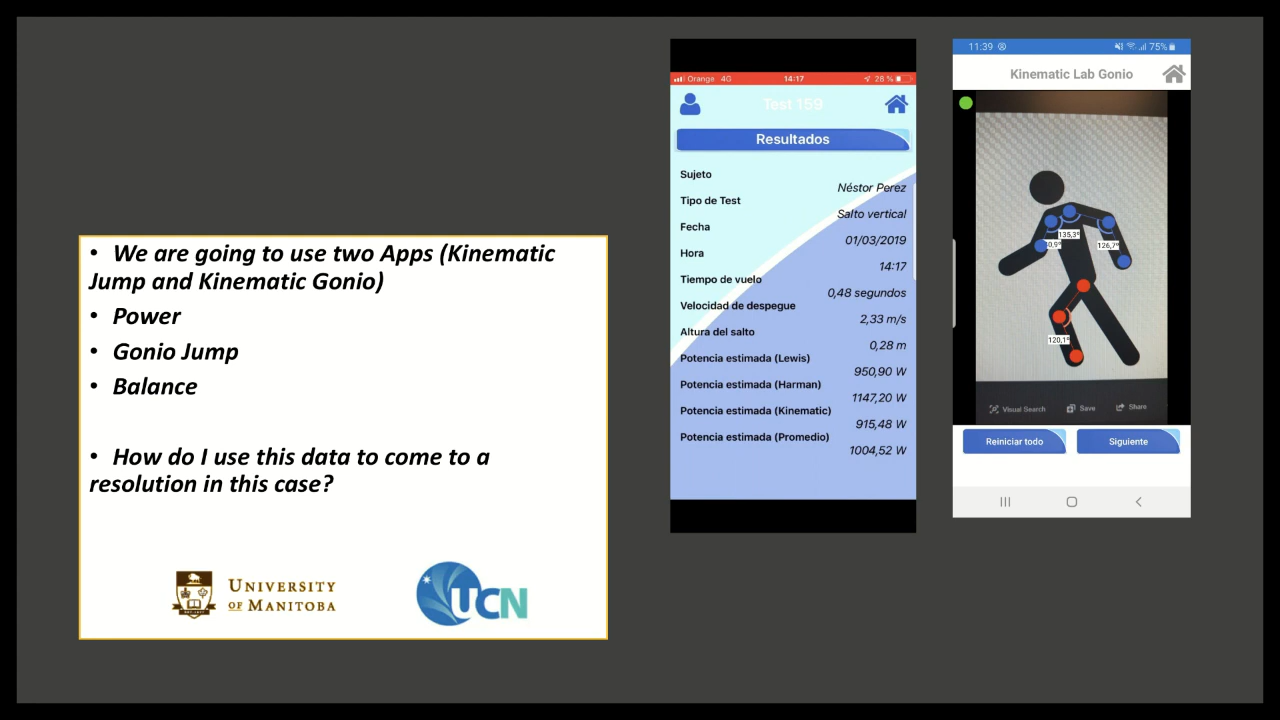 • We are going to use two Apps (Kinematic
Jump and Kinematic Gonio)
• Power
• Gonio Jump
• Balance
• How do I use this data to come to a
resolution in this case?
UNIVERSITY
OF MANITOBA
UCN
Orange 4G 14:17 28 %
Test 159
Resultados
Sujeto
Néstor Perez
Tipo de Test
Salto vertical
Fecha
01/03/2019
Hora
14:17
Tiempo de vuelo
0,48 segundos
Velocidad de despegue
2,33 m/s
Altura del salto
0,28 m
Potencia estimada (Lewis)
950,90 W
Potencia estimada (Harman)
1147,20 W
Potencia estimada (Kinematic)
915,48 W
Potencia estimada (Promedio)
1004,52 W
11:39 75%
Kinematic Lab Gonio
135,3º
126,7º
120,1º
Visual Search Save Share
Reiniciar todo Siguiente